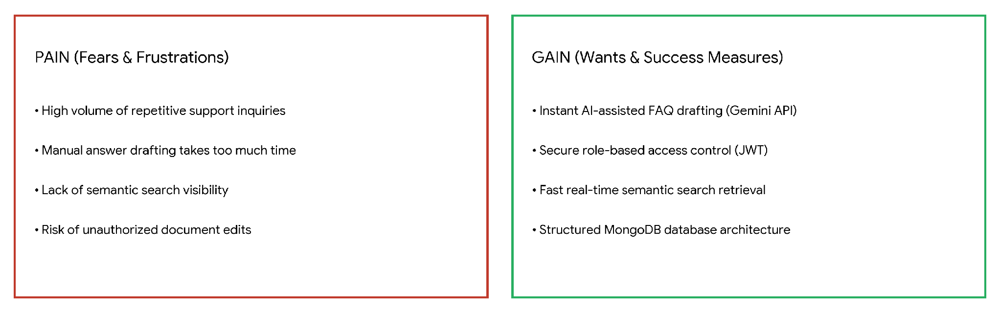 PAIN (Fears & Frustrations)
• High volume of repetitive support inquiries
• Manual answer drafting takes too much time
• Lack of semantic search visibility
• Risk of unauthorized document edits
GAIN (Wants & Success Measures)
• Instant AI-assisted FAQ drafting (Gemini API)
• Secure role-based access control (JWT)
• Fast real-time semantic search retrieval
• Structured MongoDB database architecture